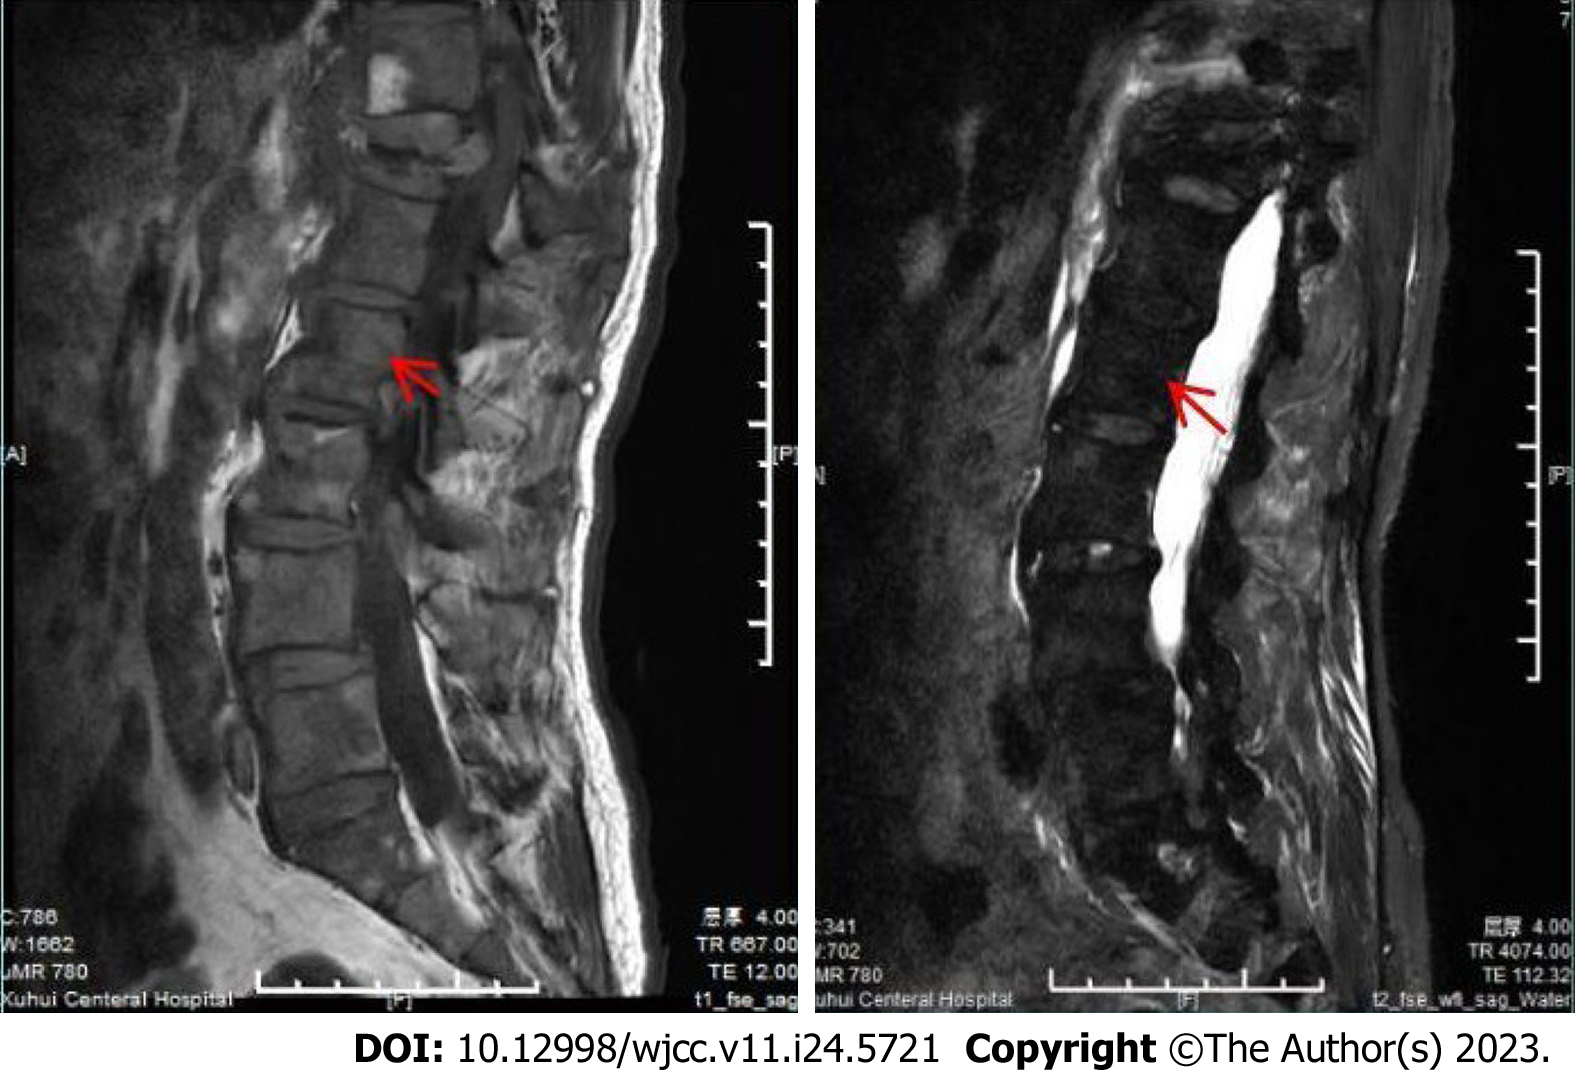 7
[A]
[P]
[P]
C:786
W:1662
uMR 780
Xuhui Centeral Hospital
[F]
层厚 4.00
TR 667.00
TE 12.00
t1_fse_sag
:341
:702
MR 780
uhui Centeral Hospital
[F]
层厚 4.00
TR 4074.00
TE 112.32
t2_fse_wfi_sag_Water
DOI: 10.12998/wjcc.v11.i24.5721 Copyright ©The Author(s) 2023.